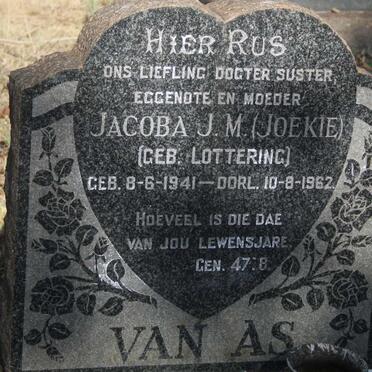 HIER RUS
ONS LIEFLING DOGTER SUSTER,
EGGENOTE EN MOEDER
JACOBA J. M. (JOEKIE)
(GEB. LOTTERING)
GEB. 8-6-1941 — OORL. 10-8-1962.
HOEVEEL IS DIE DAE
VAN JOU LEWENSJARE.
GEN. 47:8.
VAN AS